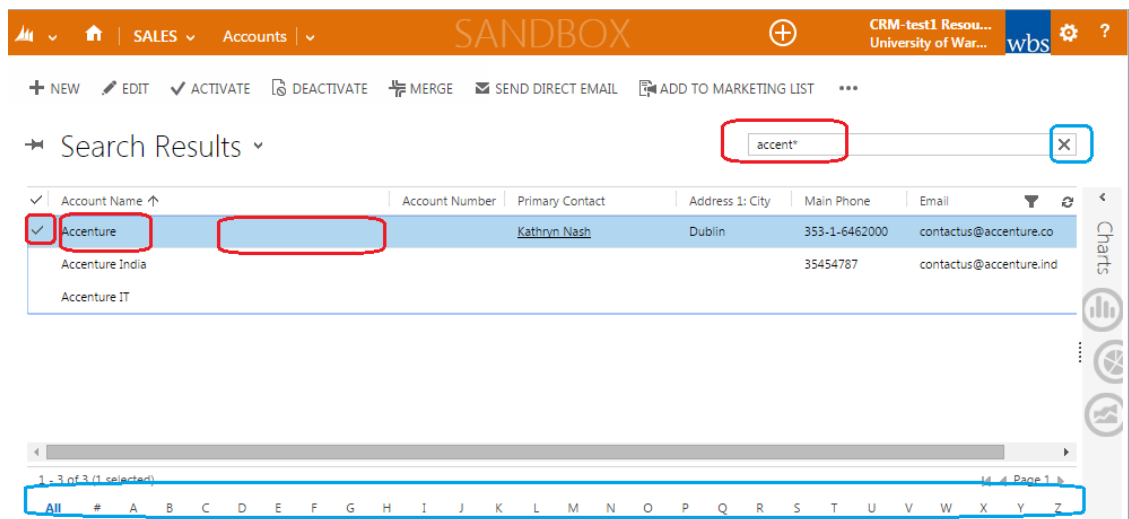 SALES Accounts SANDBOX CRM-test1 Resou... University of War... wbs ?
NEW EDIT ACTIVATE DEACTIVATE MERGE SEND DIRECT EMAIL ADD TO MARKETING LIST •••
Search Results accent*
Account Name ↑ Account Number Primary Contact Address 1: City Main Phone Email
Accenture Kathryn Nash Dublin 353-1-6462000 contactus@accenture.co
Accenture India 35454787 contactus@accenture.ind
Accenture IT
Charts
1 - 3 of 3 (1 selected) Page 1
All # A B C D E F G H I J K L M N O P Q R S T U V W X Y Z